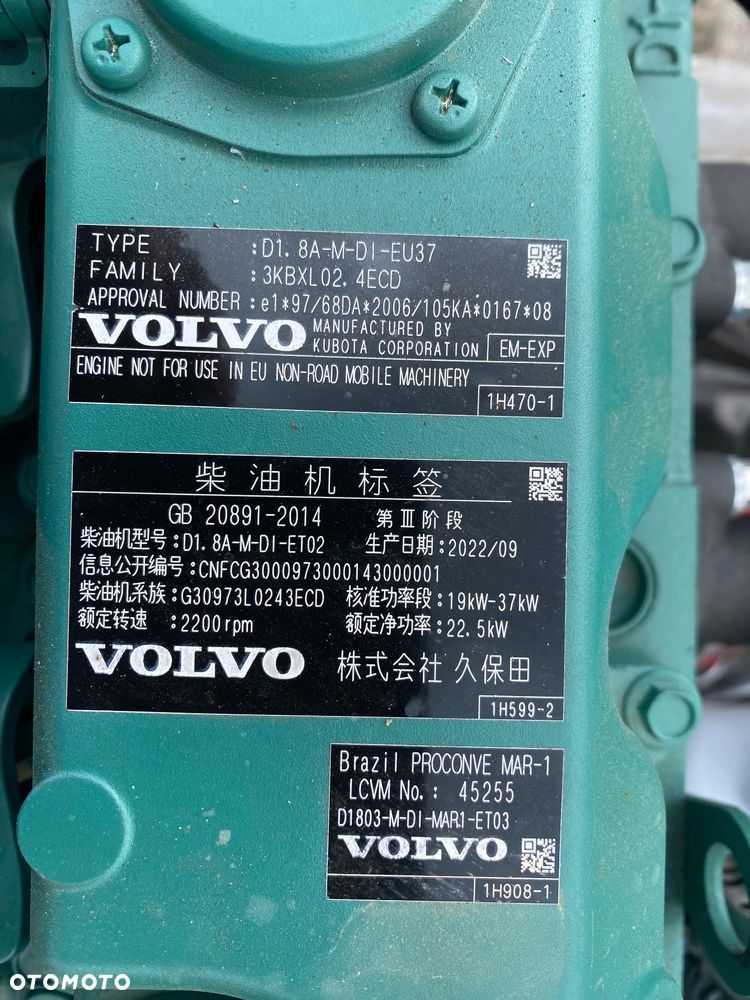 D1-
TYPE :D1.8A-M-DI-EU37
FAMILY :3KBXL02.4ECD
APPROVAL NUMBER :e1*97/68DA*2006/105KA*0167*08
VOLVO MANUFACTURED BY
KUBOTA CORPORATION EM-EXP
ENGINE NOT FOR USE IN EU NON-ROAD MOBILE MACHINERY
1H470-1
柴油机标签
GB 20891-2014 第Ⅲ阶段
柴油机型号:D1.8A-M-DI-ET02 生产日期:2022/09
信息公开编号:CNFCG3000973000143000001
柴油机系族:G30973L0243ECD 核准功率段:19kW-37kW
额定转速:2200rpm 额定净功率:22.5kW
VOLVO 株式会社 久保田
1H599-2
Brazil PROCONVE MAR-1
LCVM No.: 45255
D1803-M-DI-MAR1-ET03
VOLVO
1H908-1
OTOMOTO